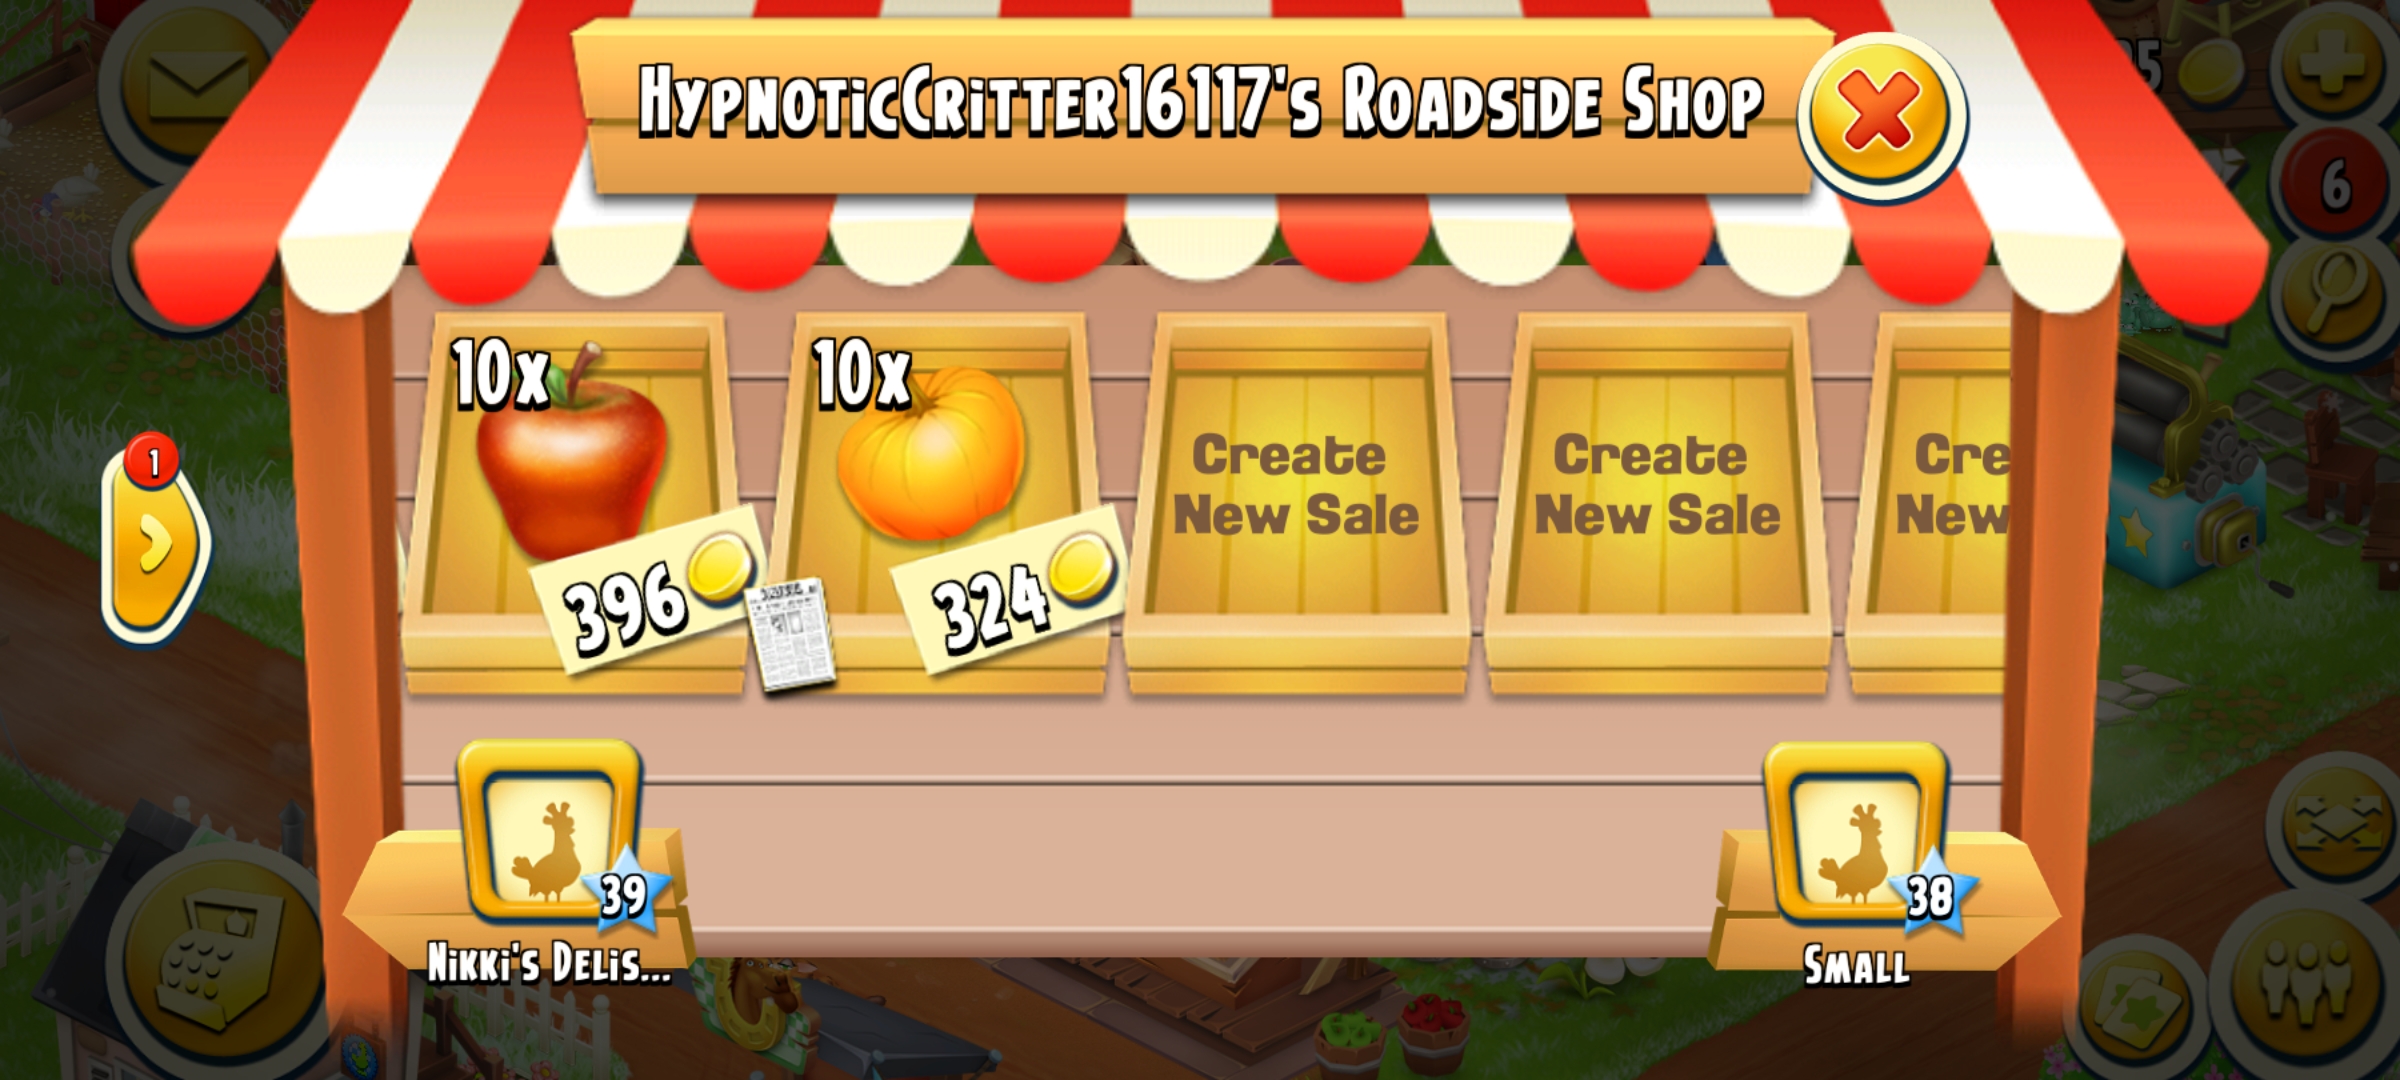 HypnoticCritter16117's Roadside Shop
5
6
10x
10x
Create
New Sale
Create
New Sale
Cre
New
1
396
324
39
38
Nikki's Delis...
Small